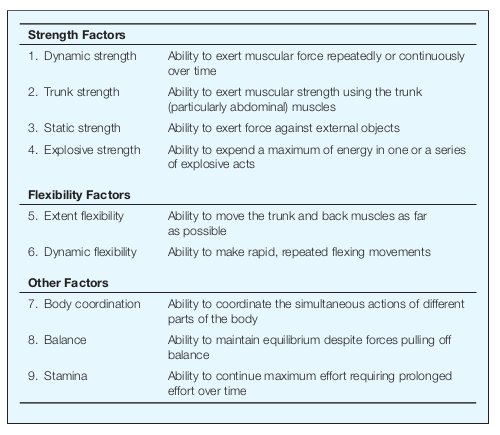 Strength Factors
1. Dynamic strength Ability to exert muscular force repeatedly or continuously
over time
2. Trunk strength Ability to exert muscular strength using the trunk
(particularly abdominal) muscles
3. Static strength Ability to exert force against external objects
4. Explosive strength Ability to expend a maximum of energy in one or a series
of explosive acts
Flexibility Factors
5. Extent flexibility Ability to move the trunk and back muscles as far
as possible
6. Dynamic flexibility Ability to make rapid, repeated flexing movements
Other Factors
7. Body coordination Ability to coordinate the simultaneous actions of different
parts of the body
8. Balance Ability to maintain equilibrium despite forces pulling off
balance
9. Stamina Ability to continue maximum effort requiring prolonged
effort over time